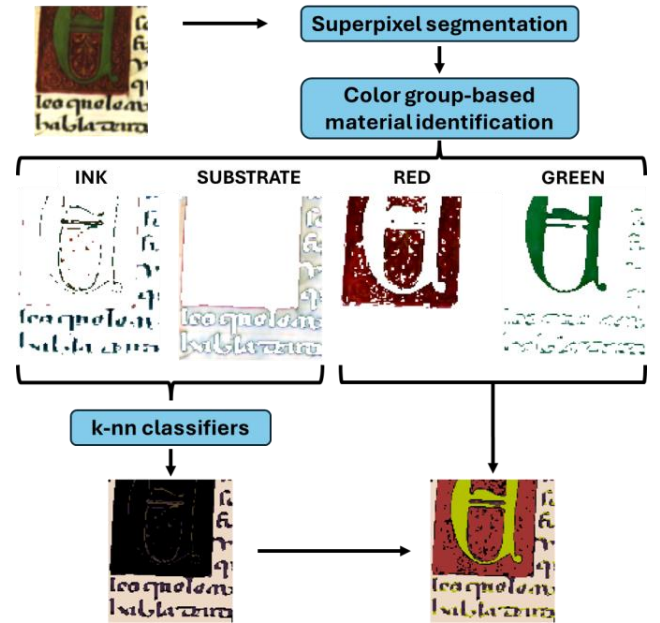 Superpixel segmentation
Color group-based
material identification
INK
SUBSTRATE
RED
GREEN
k-nn classifiers